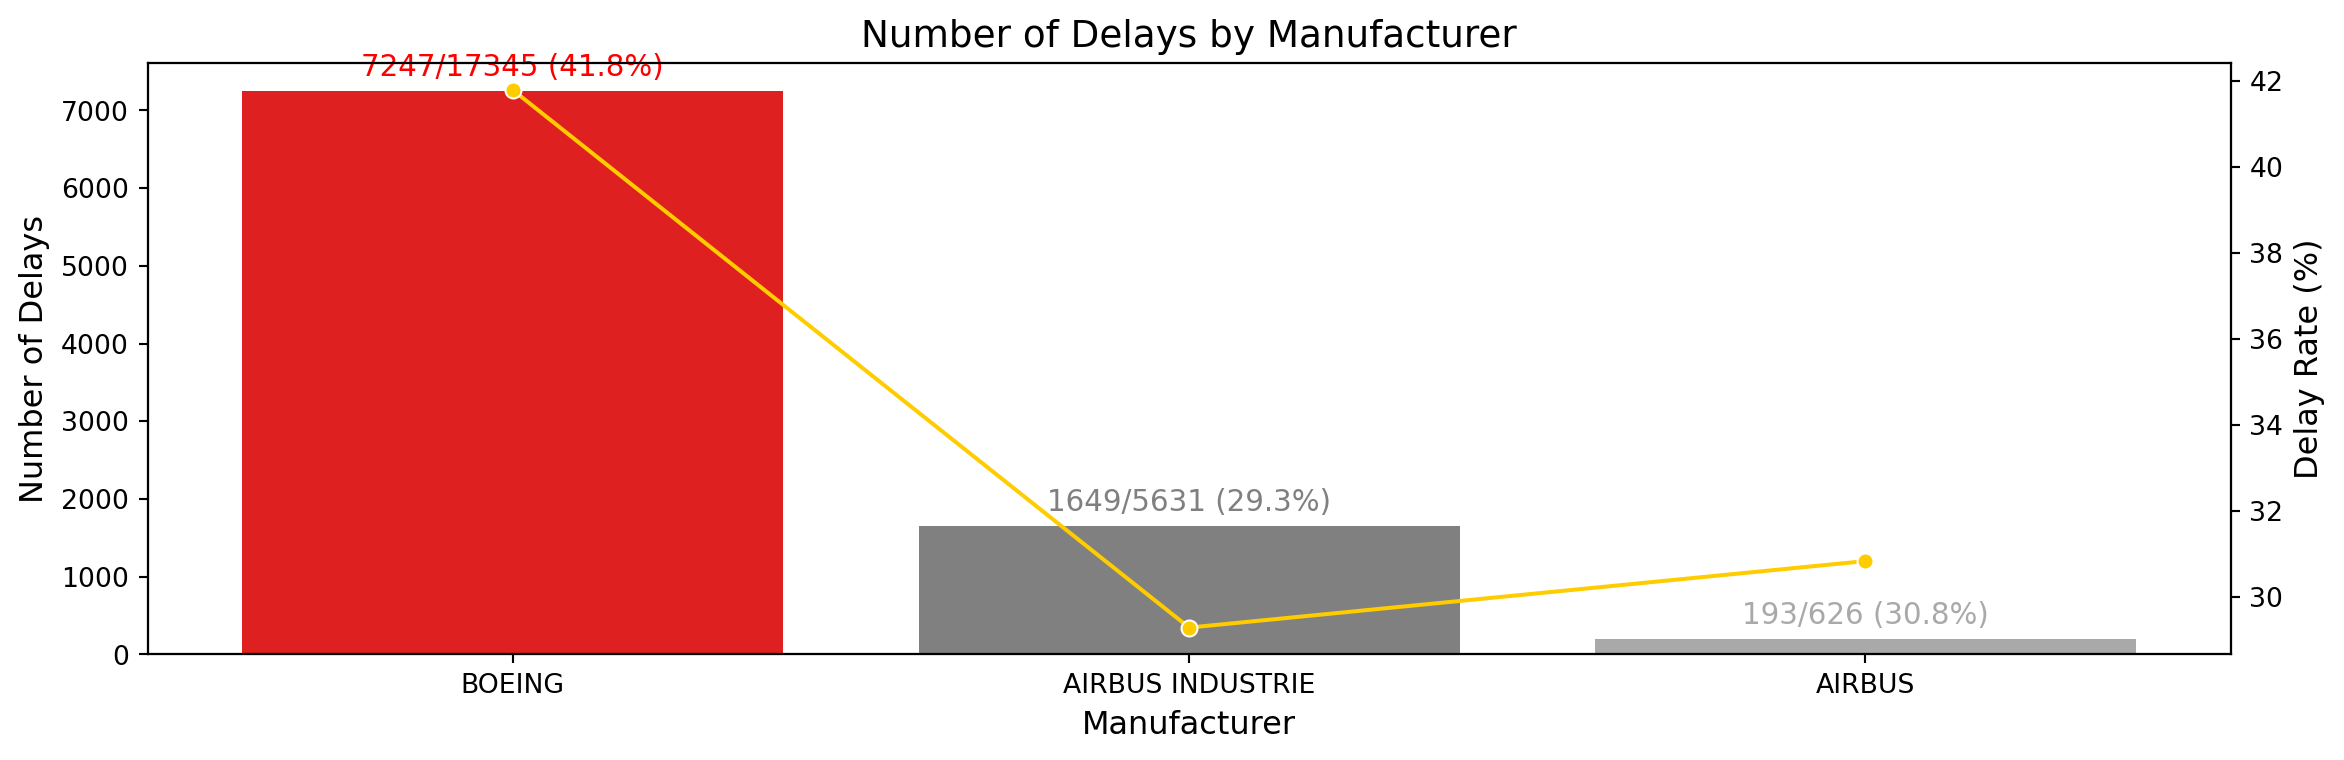 Number of Delays by Manufacturer
7247/17345 (41.8%)
1649/5631 (29.3%)
193/626 (30.8%)
Number of Delays
7000
6000
5000
4000
3000
2000
1000
0
42
40
38
36
34
32
30
Delay Rate (%)
BOEING
AIRBUS INDUSTRIE
AIRBUS
Manufacturer